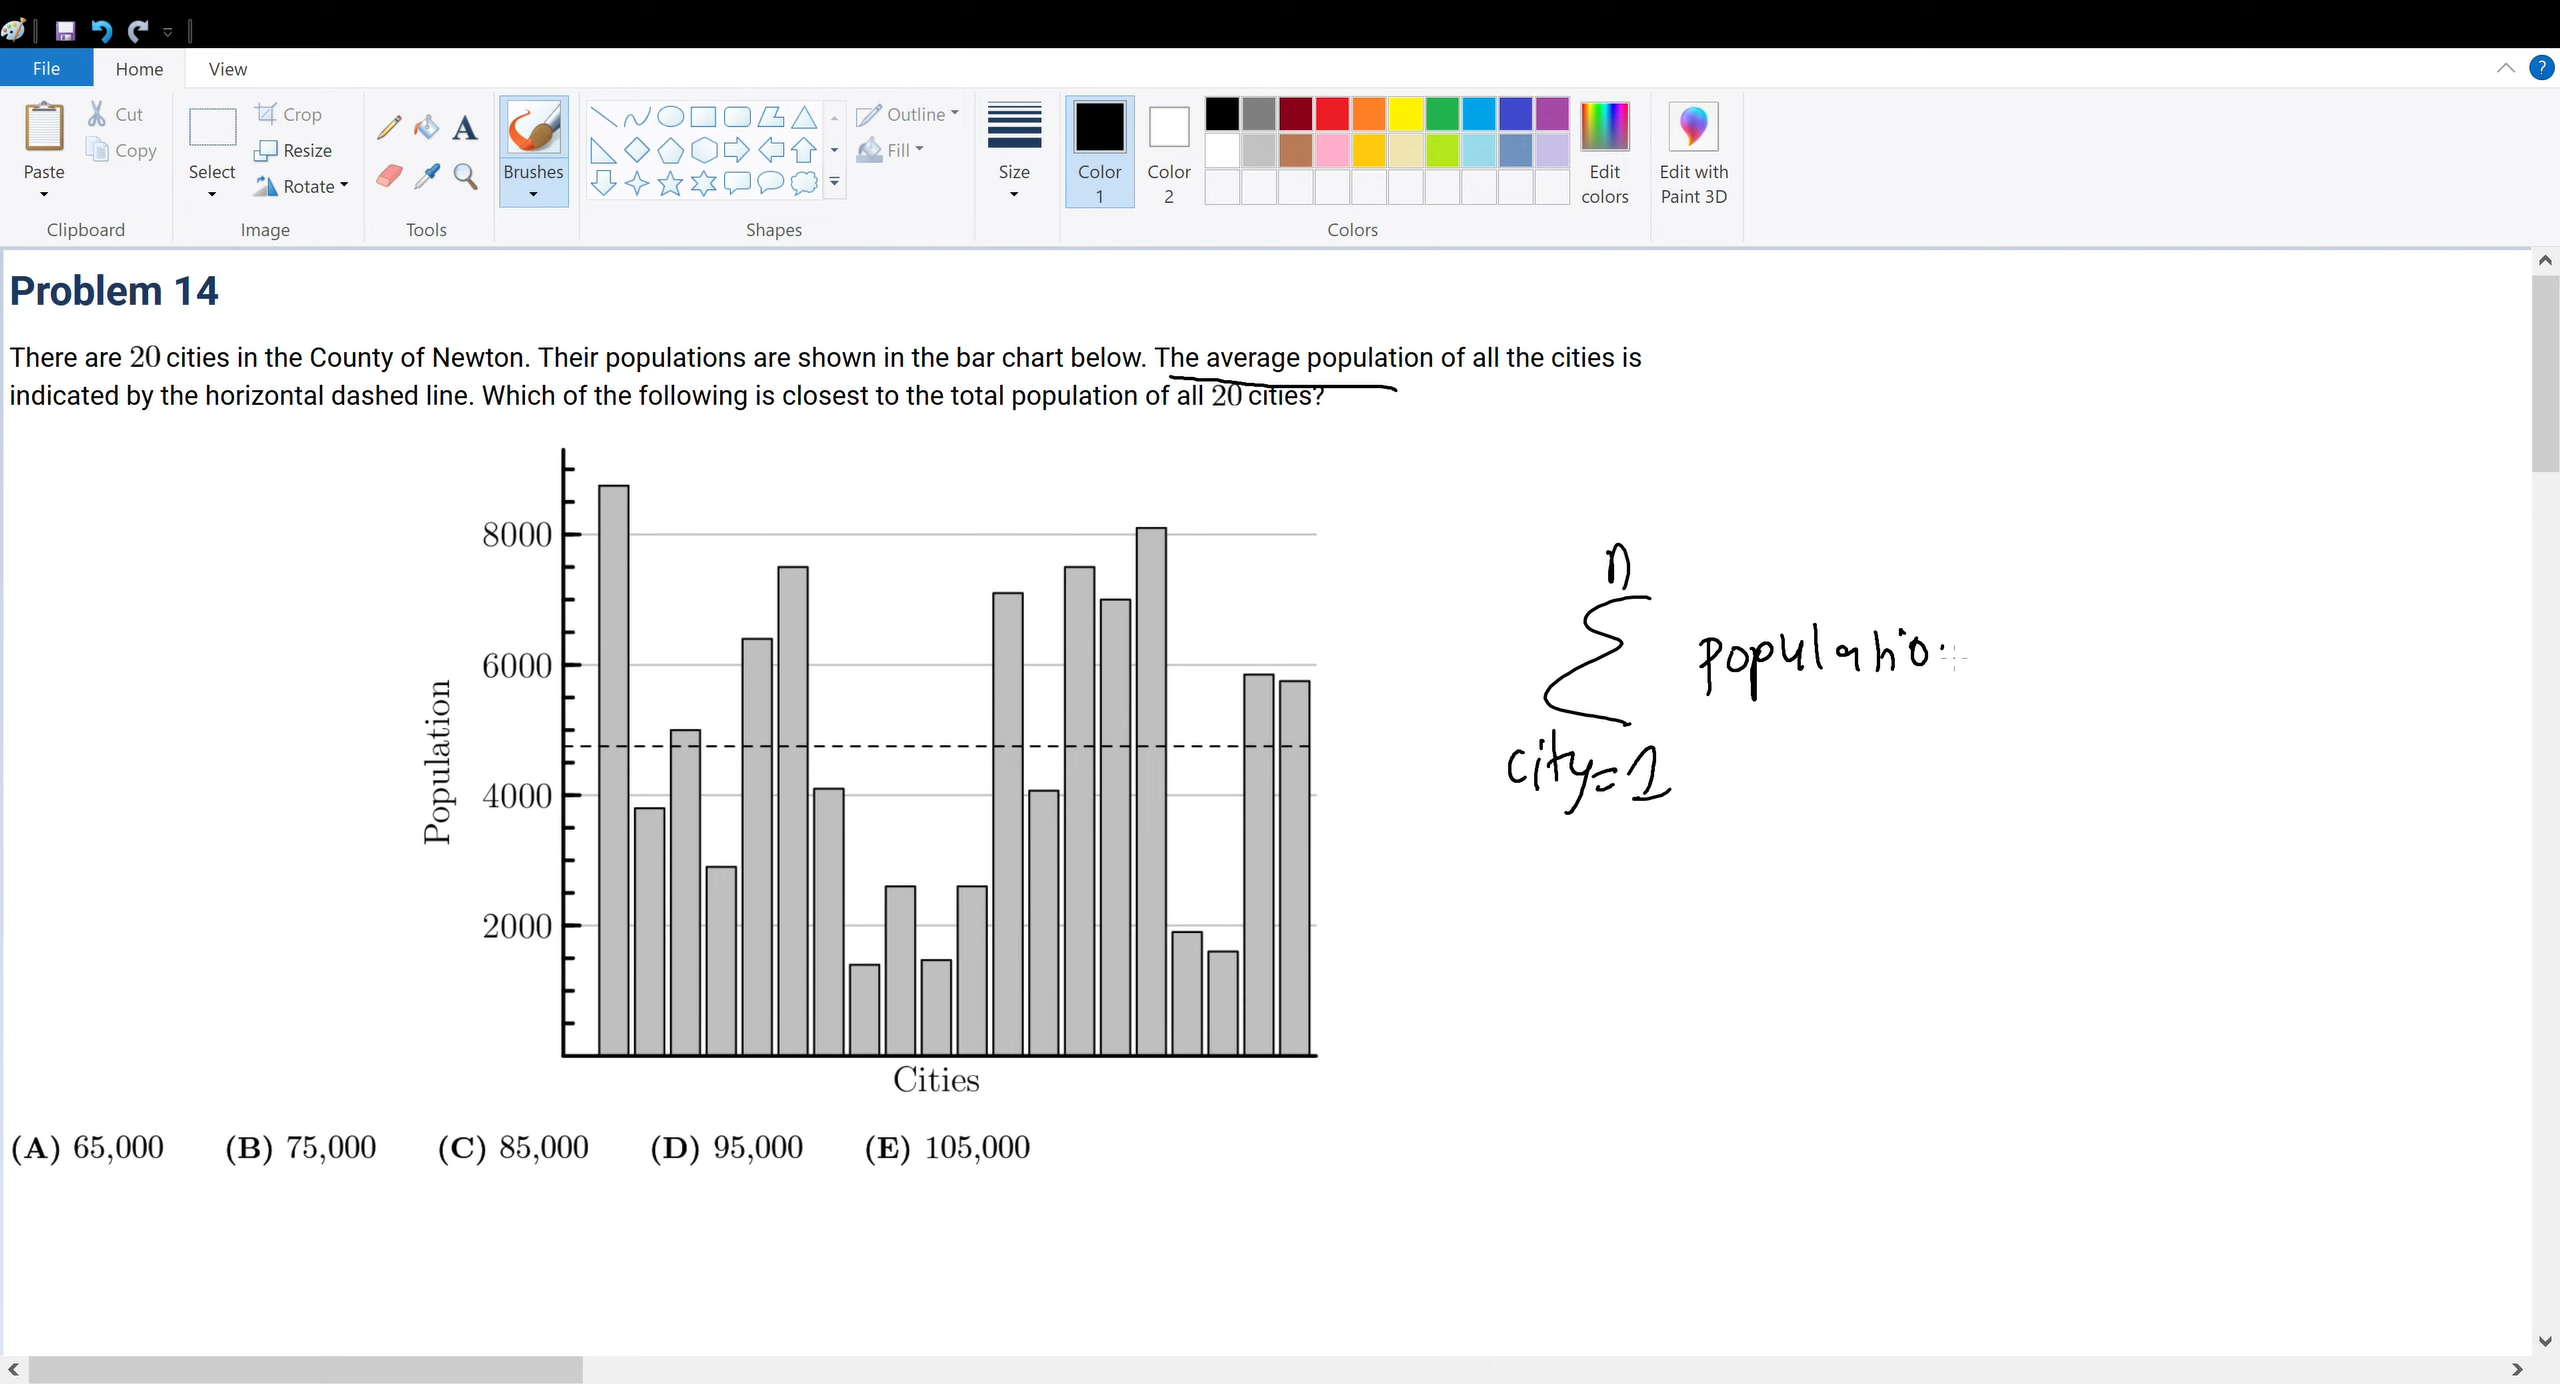 File Home View
Paste
Cut
Copy
Clipboard
Select
Crop
Resize
Rotate
Image
A
Tools
Brushes
Outline
Fill
Shapes
Size
Color 1
Color 2
Edit colors
Colors
Edit with Paint 3D
?
Problem 14
There are 20 cities in the County of Newton. Their populations are shown in the bar chart below. The average population of all the cities is
indicated by the horizontal dashed line. Which of the following is closest to the total population of all 20 cities?
8000
6000
4000
2000
Population
Cities
n
Σ populatio
city=1
(A) 65,000 (B) 75,000 (C) 85,000 (D) 95,000 (E) 105,000